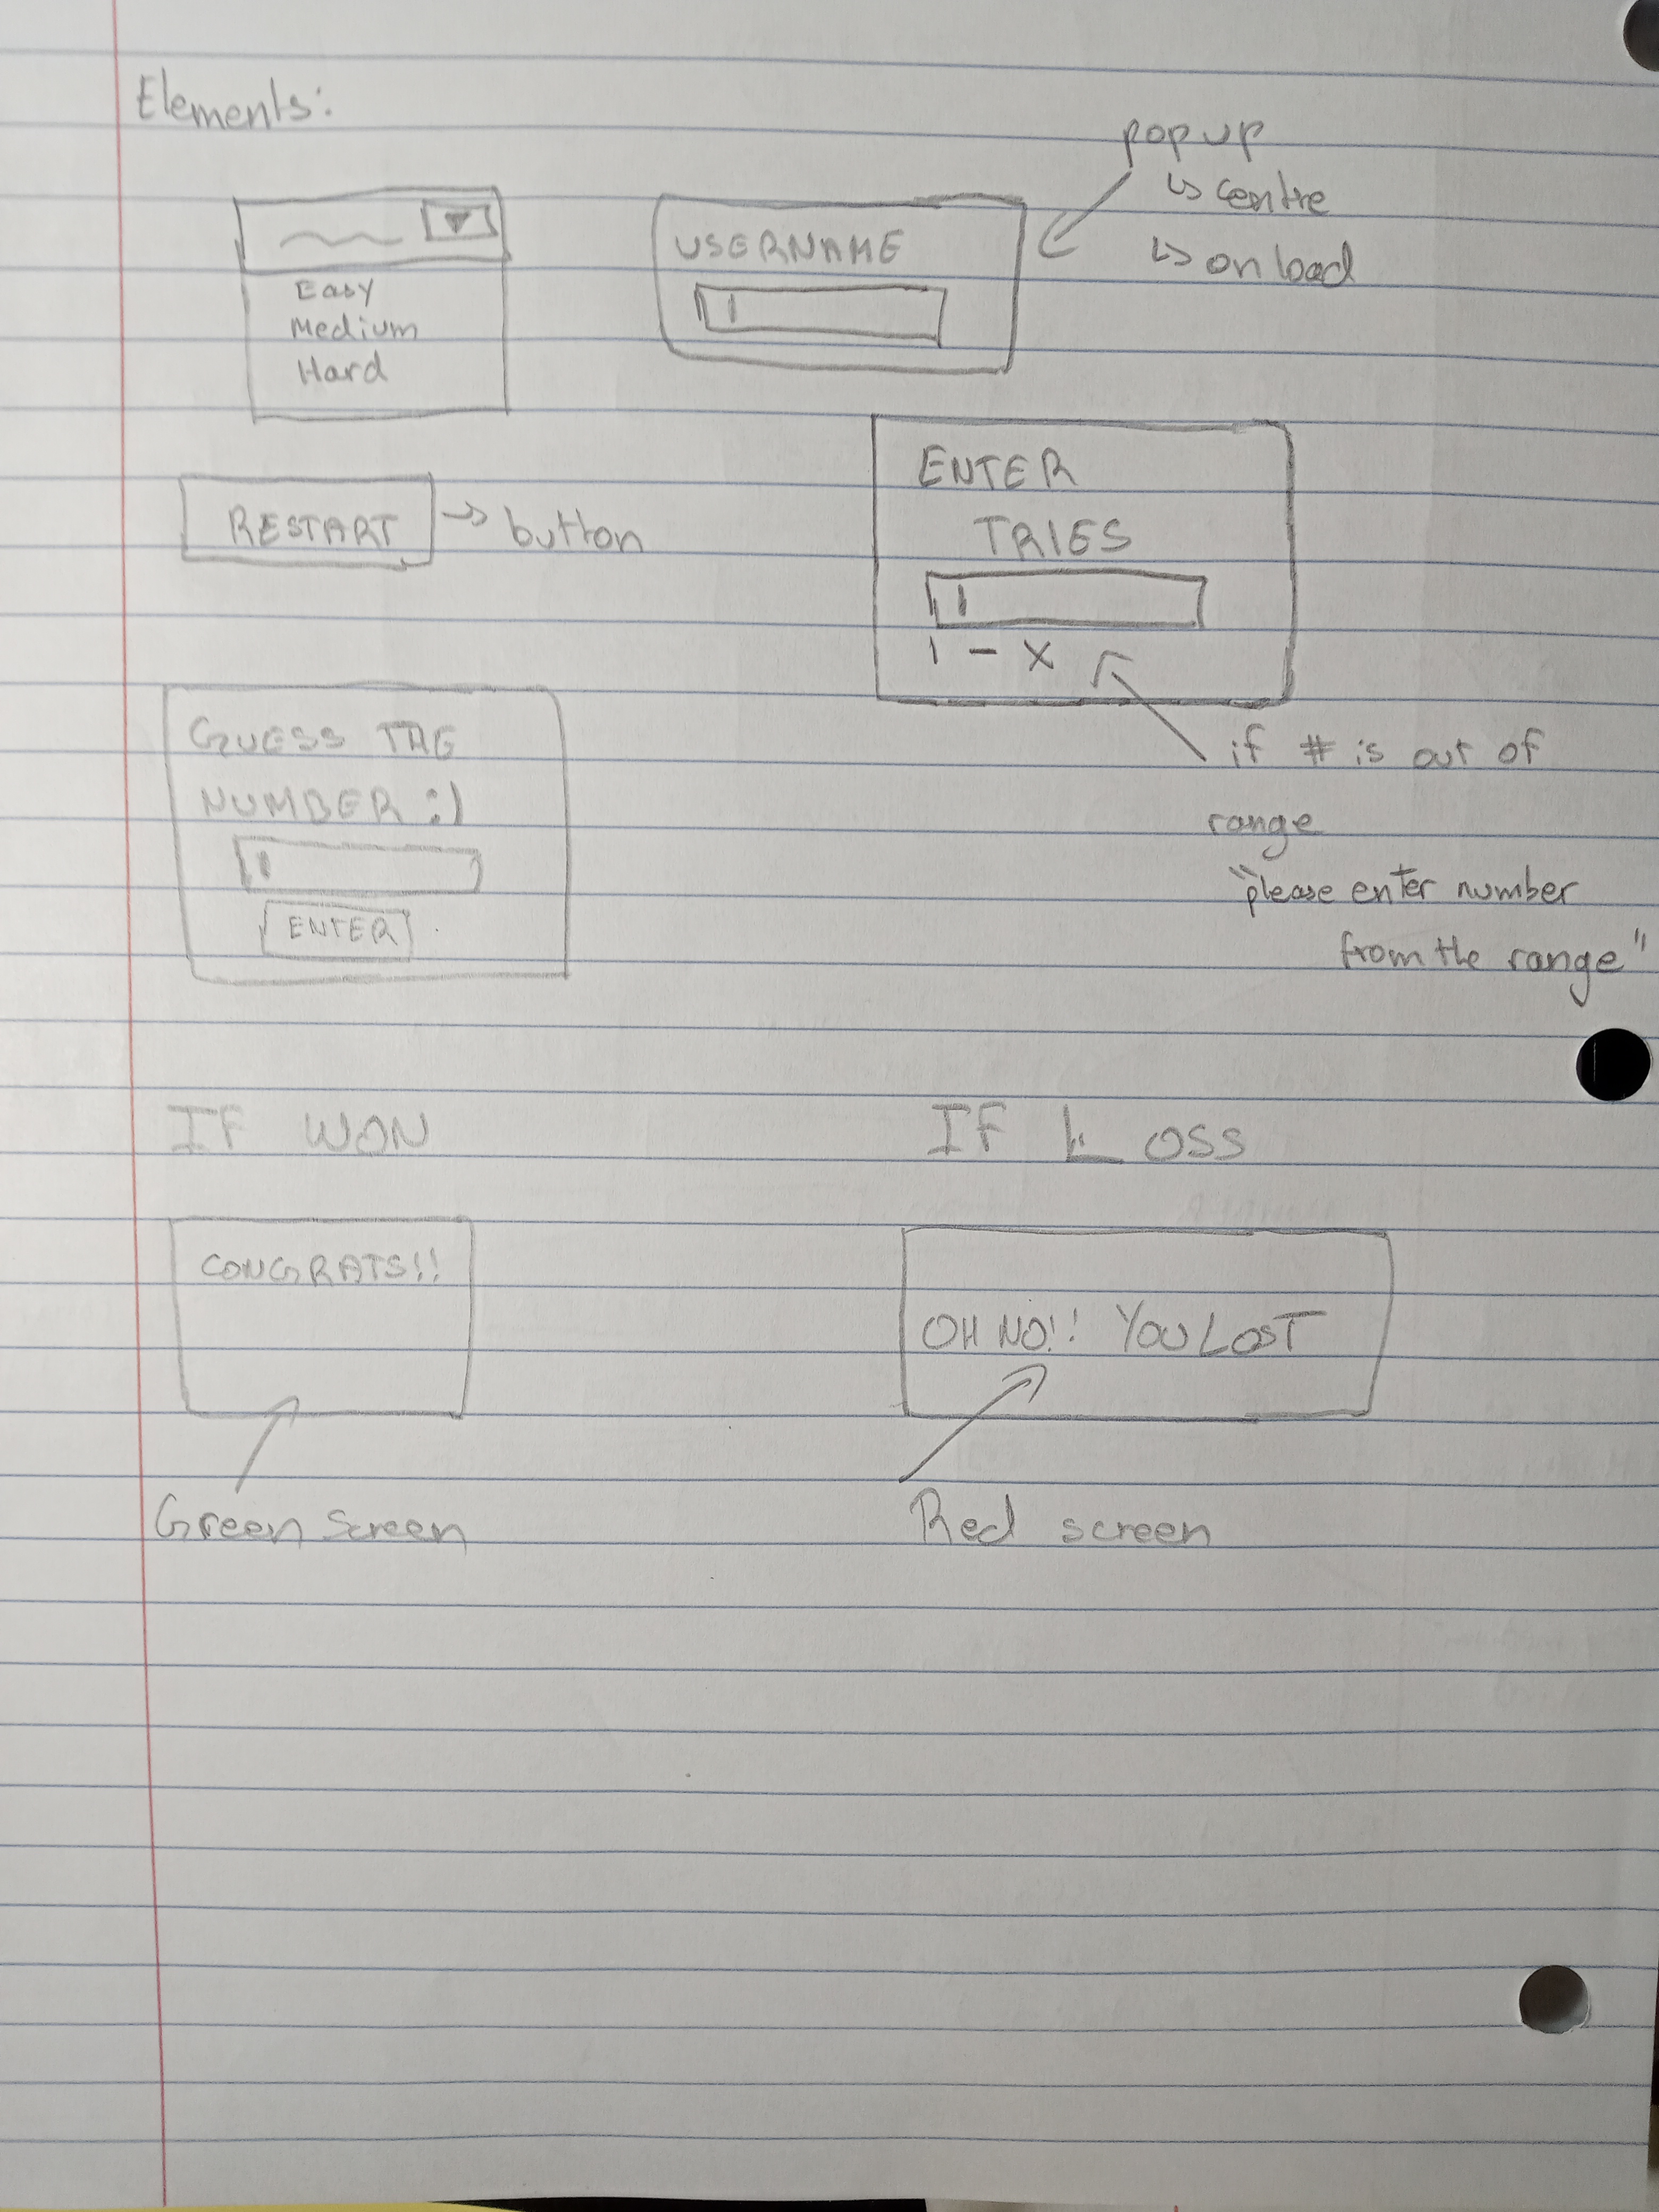 Elements:
Easy
Medium
Hard
USERNAME
popup
↳ centre
↳ on load
RESTART → button
ENTER
TRIES
1 - X
if # is out of
range
"please enter number
from the range"
GUESS THE
NUMBER :)
ENTER
IF WON
CONGRATS!!
Green screen
IF LOSS
OH NO!! YOU LOST
Red screen